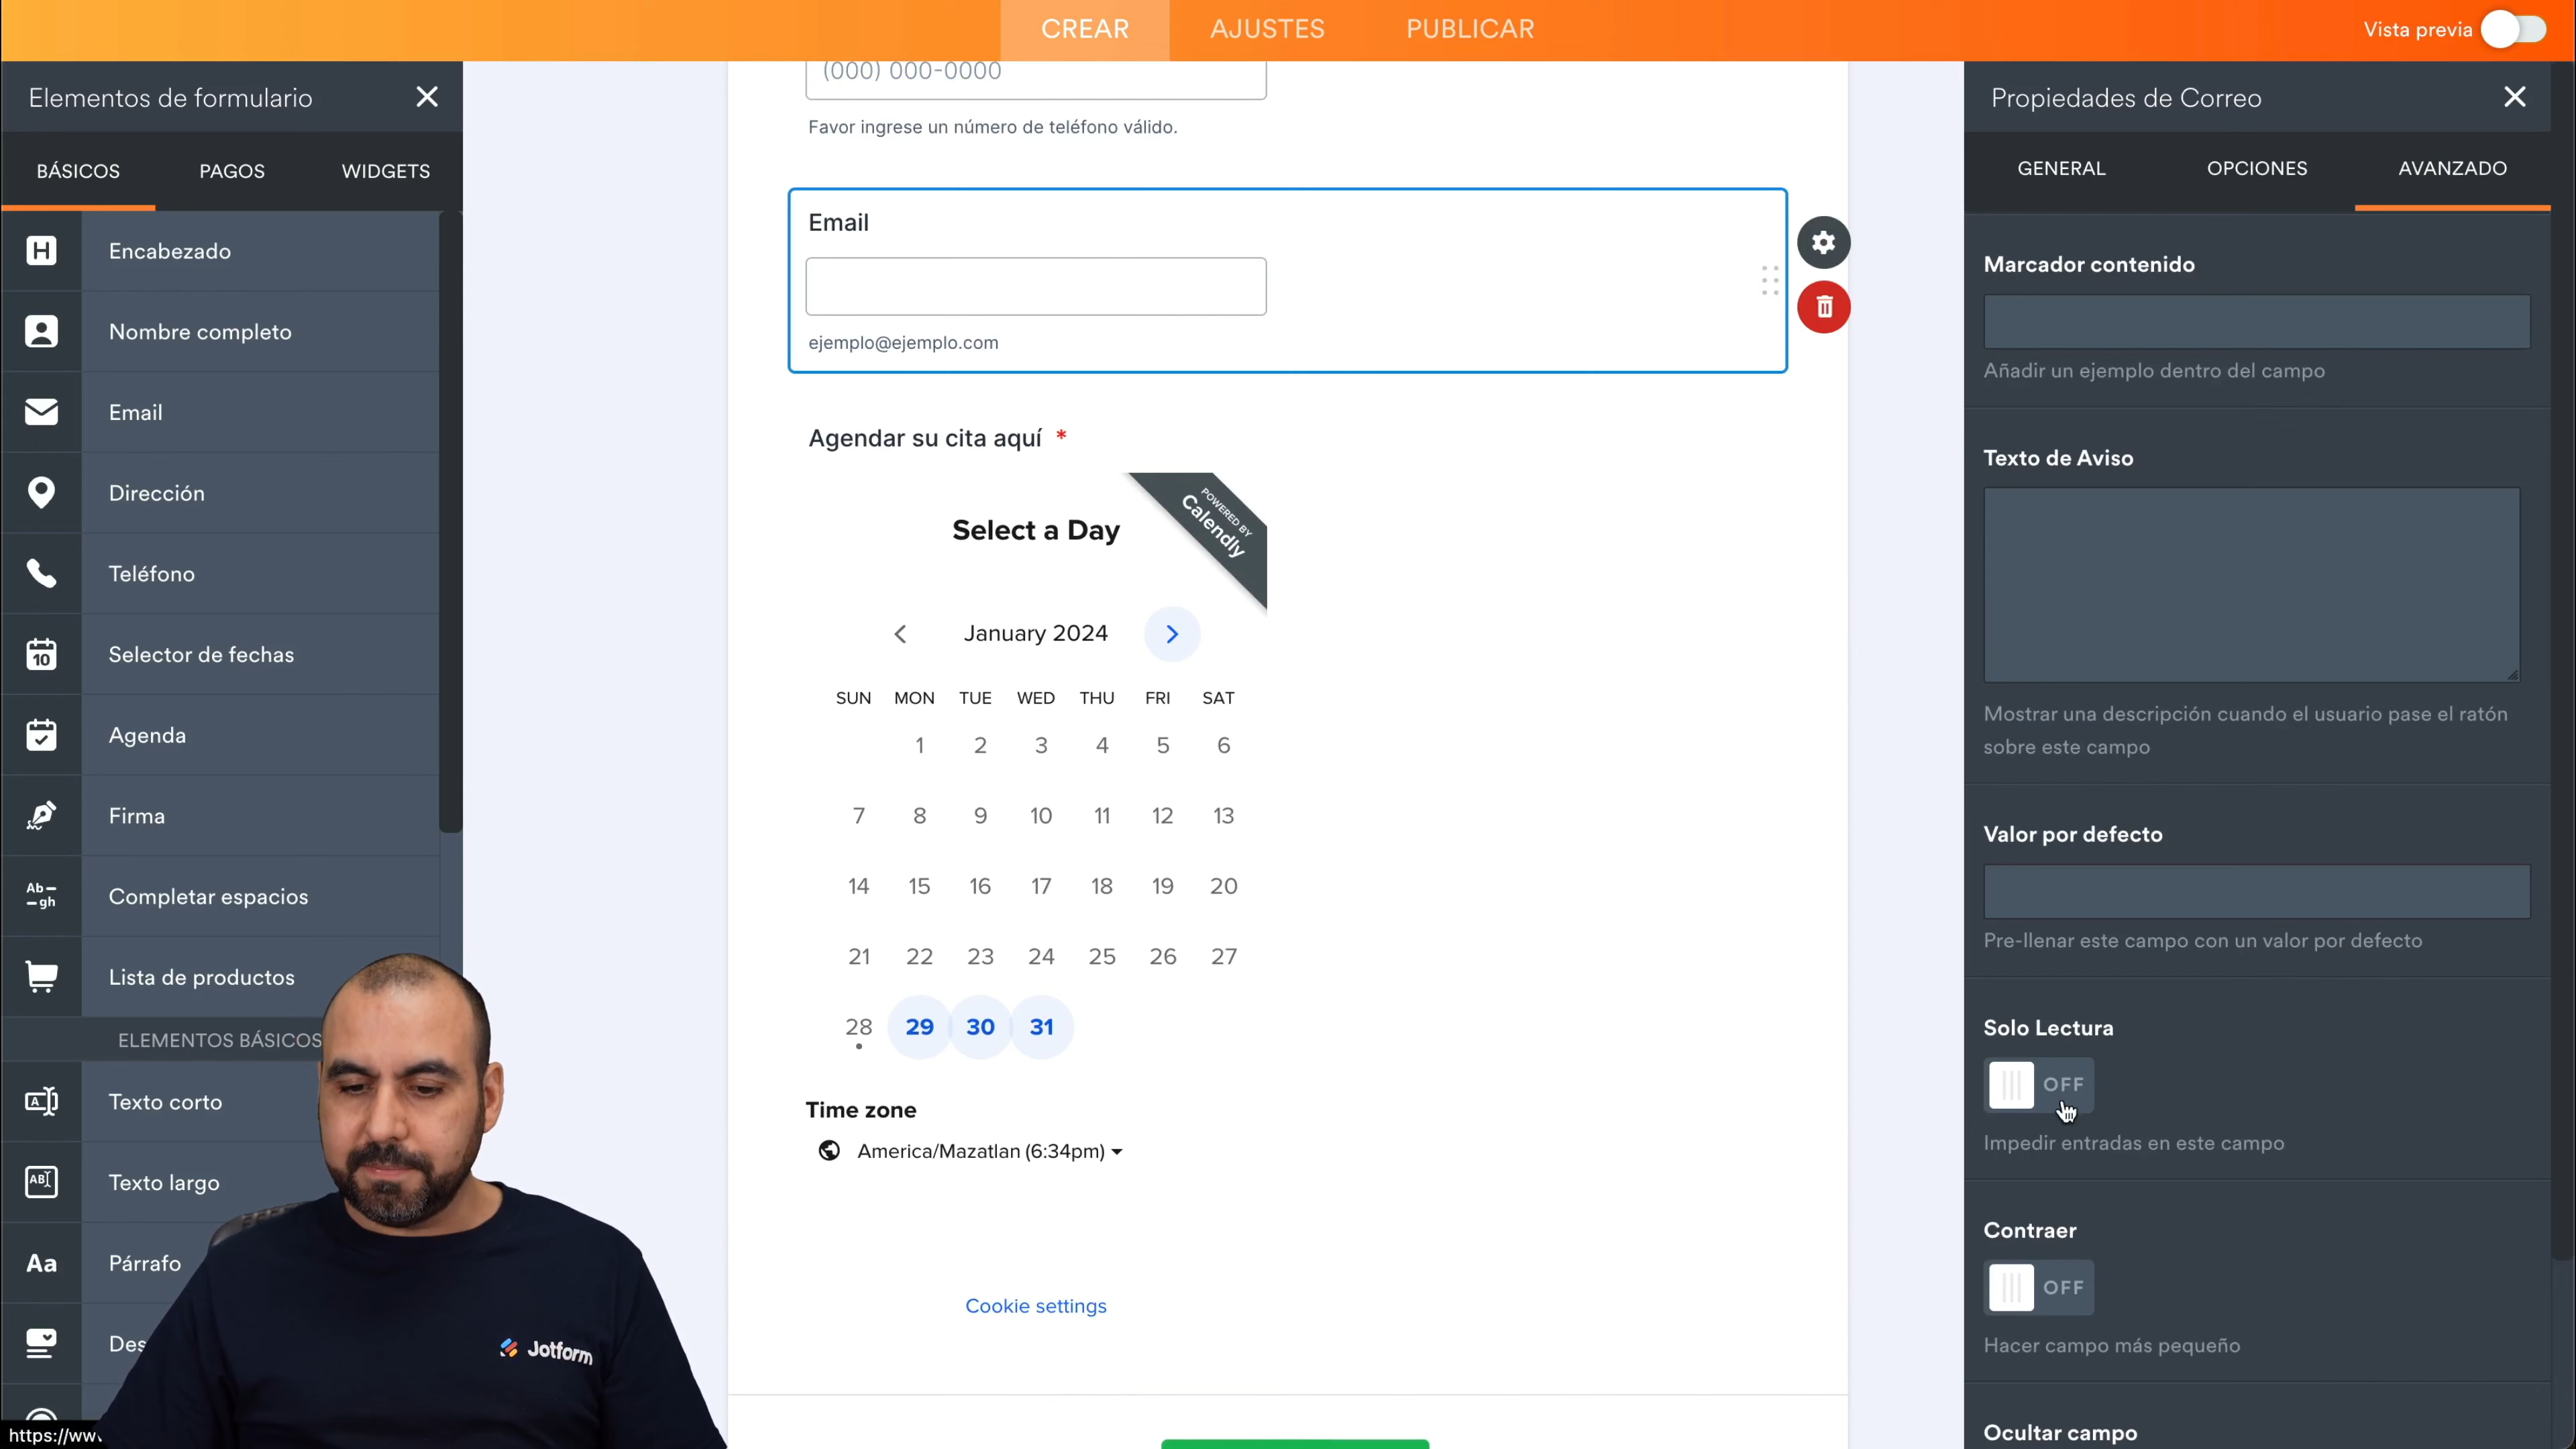 CREAR
AJUSTES
PUBLICAR
Vista previa
Elementos de formulario
BÁSICOS
PAGOS
WIDGETS
H
Encabezado
Nombre completo
Email
Dirección
Teléfono
10
Selector de fechas
Agenda
Firma
Ab
gh
Completar espacios
Lista de productos
ELEMENTOS BÁSICOS
A
Texto corto
AB
Texto largo
Aa
Párrafo
Des
https://www
Jotform
(000) 000-0000
Favor ingrese un número de teléfono válido.
Email
ejemplo@ejemplo.com
Agendar su cita aquí *
POWERED BY
Calendly
Select a Day
January 2024
SUN MON TUE WED THU FRI SAT
1 2 3 4 5 6
7 8 9 10 11 12 13
14 15 16 17 18 19 20
21 22 23 24 25 26 27
28 29 30 31
Time zone
America/Mazatlan (6:34pm)
Cookie settings
Propiedades de Correo
GENERAL
OPCIONES
AVANZADO
Marcador contenido
Añadir un ejemplo dentro del campo
Texto de Aviso
Mostrar una descripción cuando el usuario pase el ratón
sobre este campo
Valor por defecto
Pre-llenar este campo con un valor por defecto
Solo Lectura
OFF
Impedir entradas en este campo
Contraer
OFF
Hacer campo más pequeño
Ocultar campo